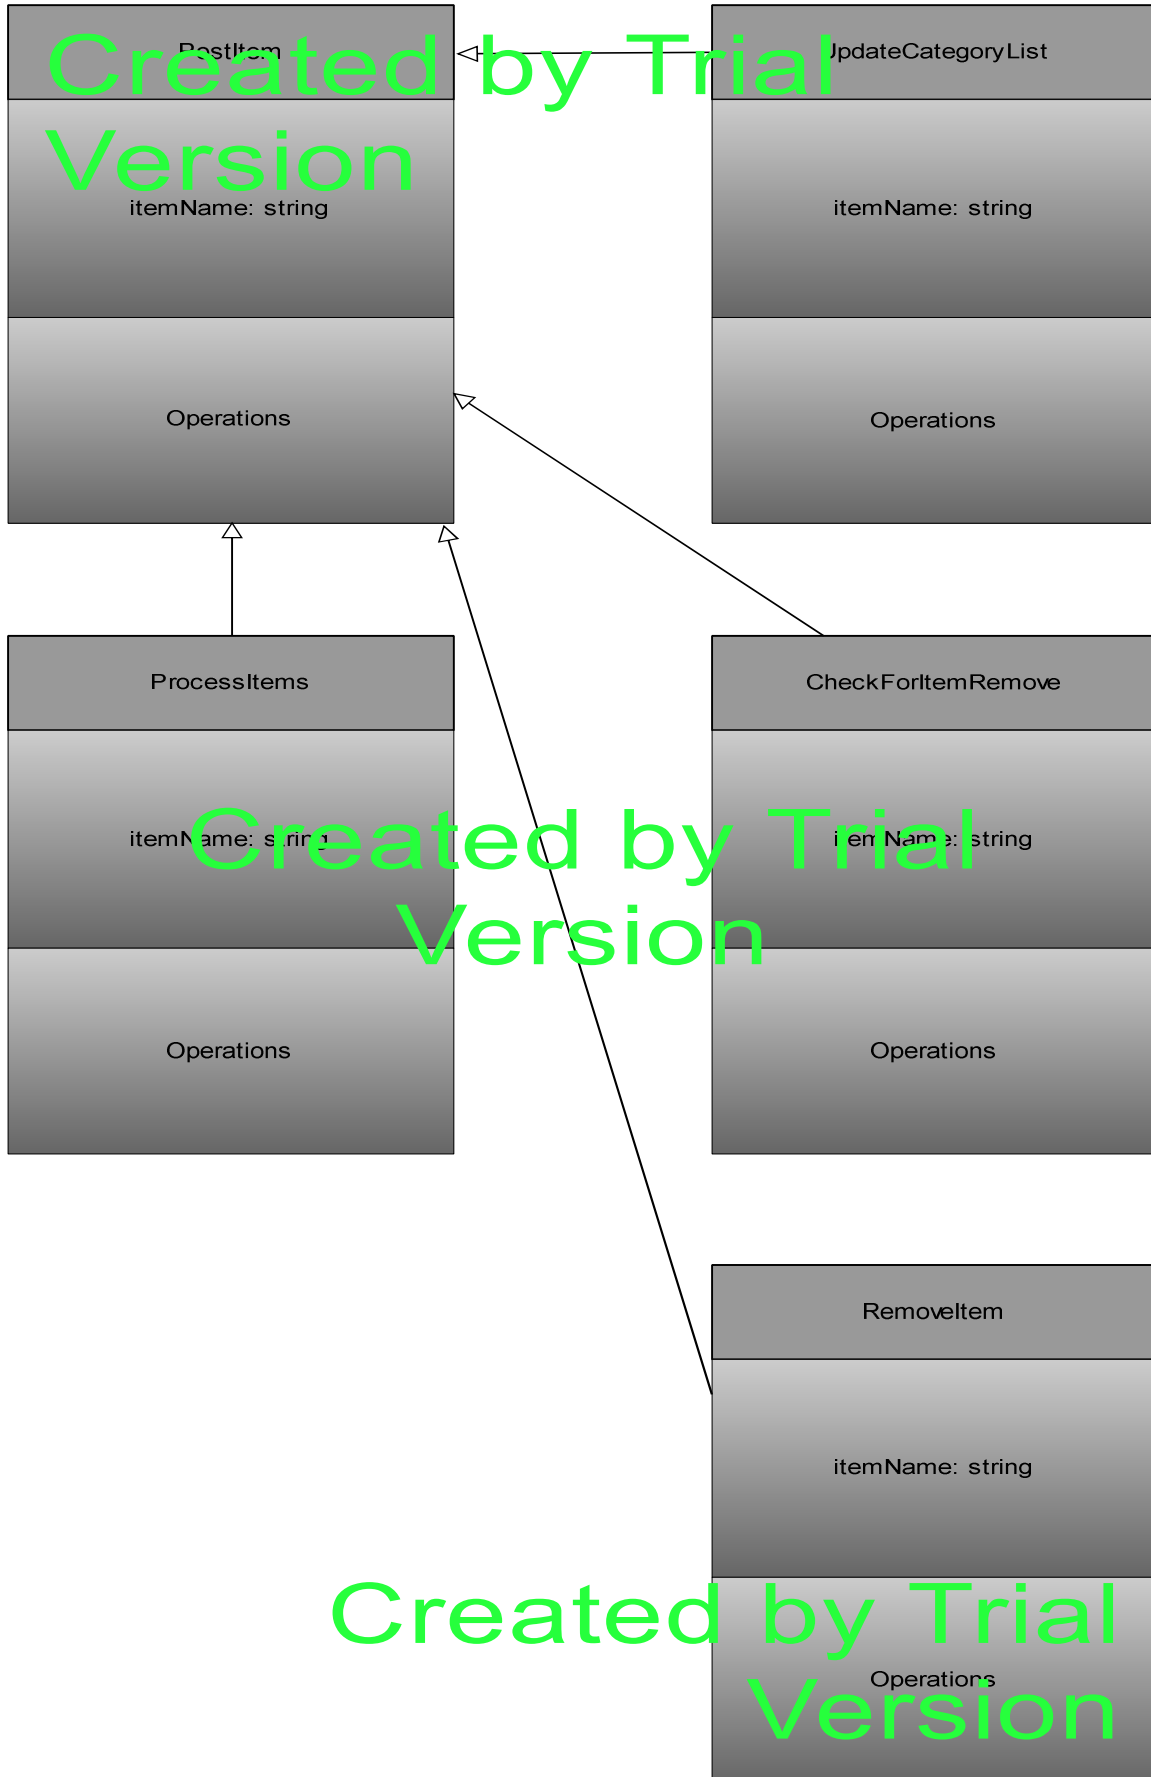 PostItem
UpdateCategoryList
Created by Trial
Version
itemName: string
itemName: string
Operations
Operations
ProcessItems
CheckForItemRemove
itemName: string
itemName: string
Created by Trial
Version
Operations
Operations
RemoveItem
itemName: string
Created by Trial
Version
Operations